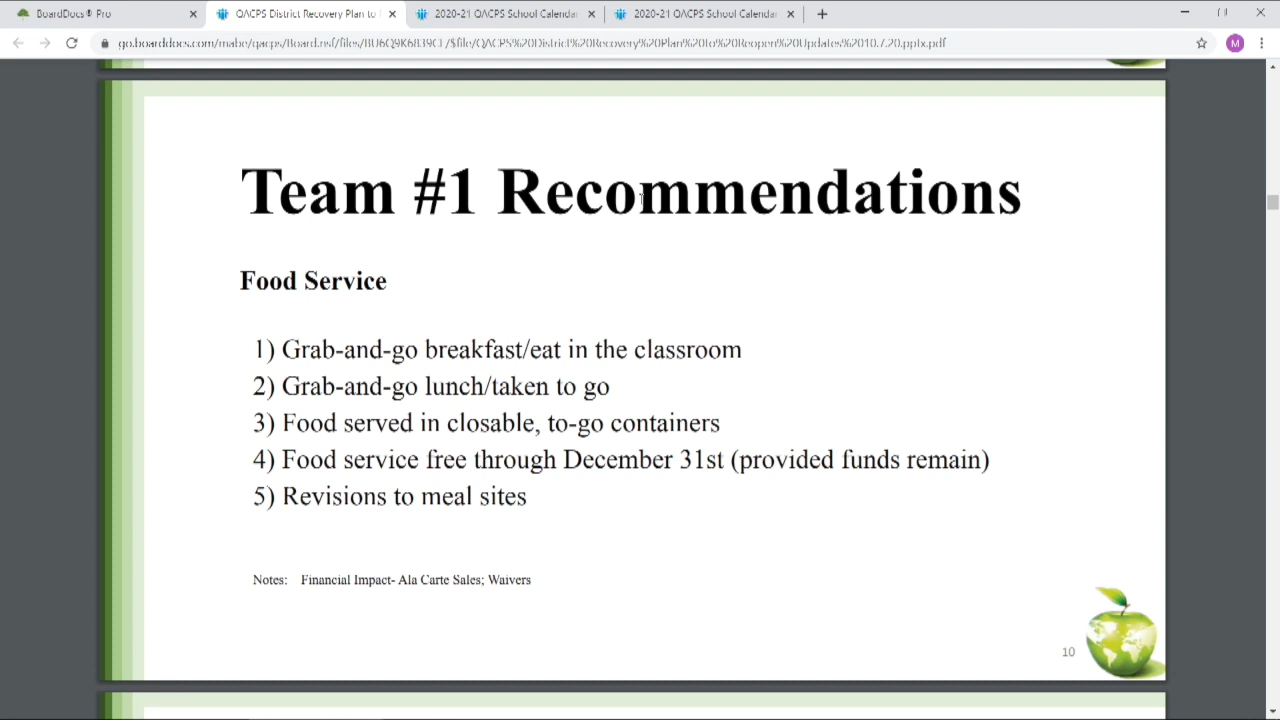 BoardDocs® Pro
QACPS District Recovery Plan to
2020-21 QACPS School Calendar
2020-21 QACPS School Calendar
M
Team #1 Recommendations
Food Service
1) Grab-and-go breakfast/eat in the classroom
2) Grab-and-go lunch/taken to go
3) Food served in closable, to-go containers
4) Food service free through December 31st (provided funds remain)
5) Revisions to meal sites
Notes: Financial Impact- Ala Carte Sales; Waivers
10